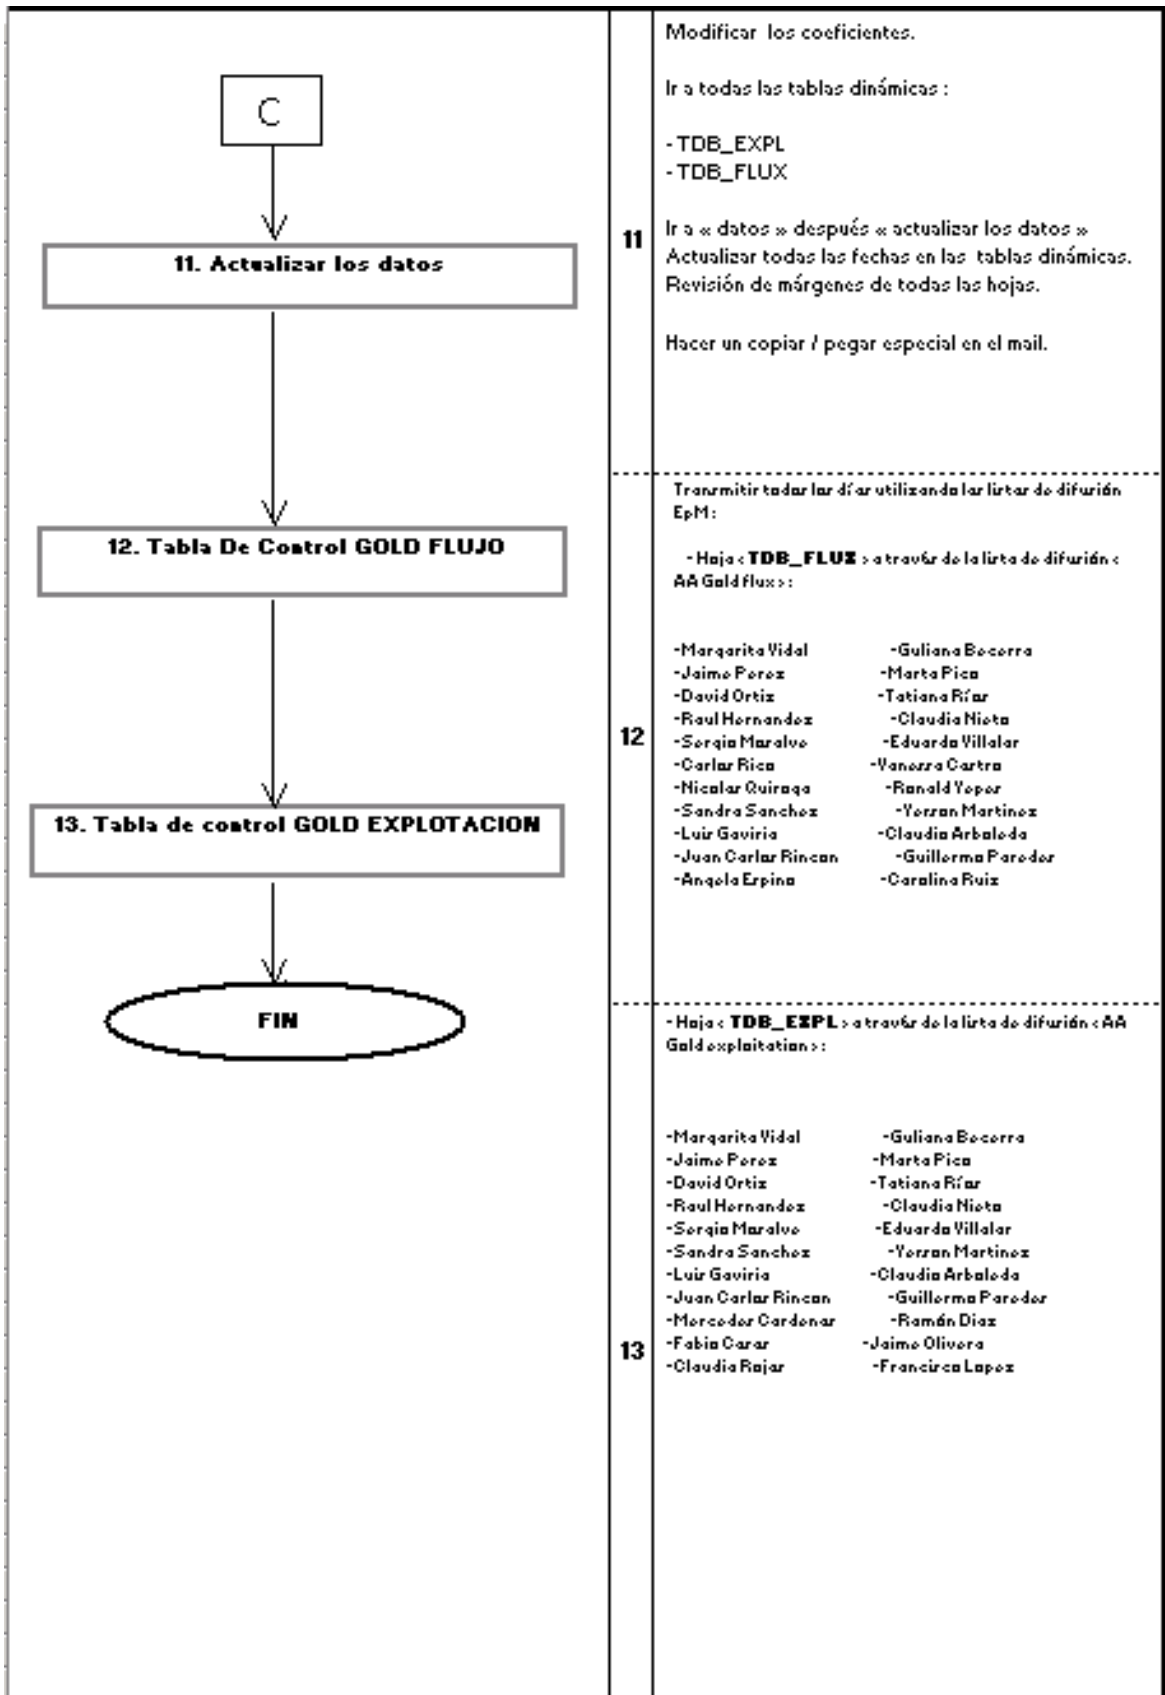 C
11. Actualizar los datos
12. Tabla De Control GOLD FLUJO
13. Tabla de control GOLD EXPLOTACION
FIN
11
Modificar los coeficientes.
Ir a todas las tablas dinámicas :
- TDB_EXPL
- TDB_FLUX
Ir a « datos » después « actualizar los datos »
Actualizar todas las fechas en las tablas dinámicas.
Revisión de márgenes de todas las hojas.
Hacer un copiar / pegar especial en el mail.
12
Transmitir todos los días utilizando las listas de difusión
EpM :
- Hoja < TDB_FLUX > a través de la lista de difusión <
AA Gold flux > :
-Margarita Vidal -Guliana Becerra
-Jaime Perez -Marta Pico
-David Ortiz -Tatiana Ríos
-Raul Hernandez -Claudia Nieto
-Sergio Moralve -Eduardo Villalar
-Carlos Rico -Vanessa Castro
-Nicolas Quiroga -Ronald Yepes
-Sandra Sanchez -Yerson Martinez
-Luis Gaviria -Claudia Arboleda
-Juan Carlos Rincon -Guillermo Paredes
-Angela Espino -Carolina Ruiz
13
- Hoja < TDB_EXPL > a través de la lista de difusión < AA
Gold exploitation > :
-Margarita Vidal -Guliana Becerra
-Jaime Perez -Marta Pico
-David Ortiz -Tatiana Ríos
-Raul Hernandez -Claudia Nieto
-Sergio Moralve -Eduardo Villalar
-Sandra Sanchez -Yerson Martinez
-Luis Gaviria -Claudia Arboleda
-Juan Carlos Rincon -Guillermo Paredes
-Mercedes Cardenas -Ramón Diaz
-Fabio Casas -Jaime Olivera
-Claudia Rojas -Francisco Lopez